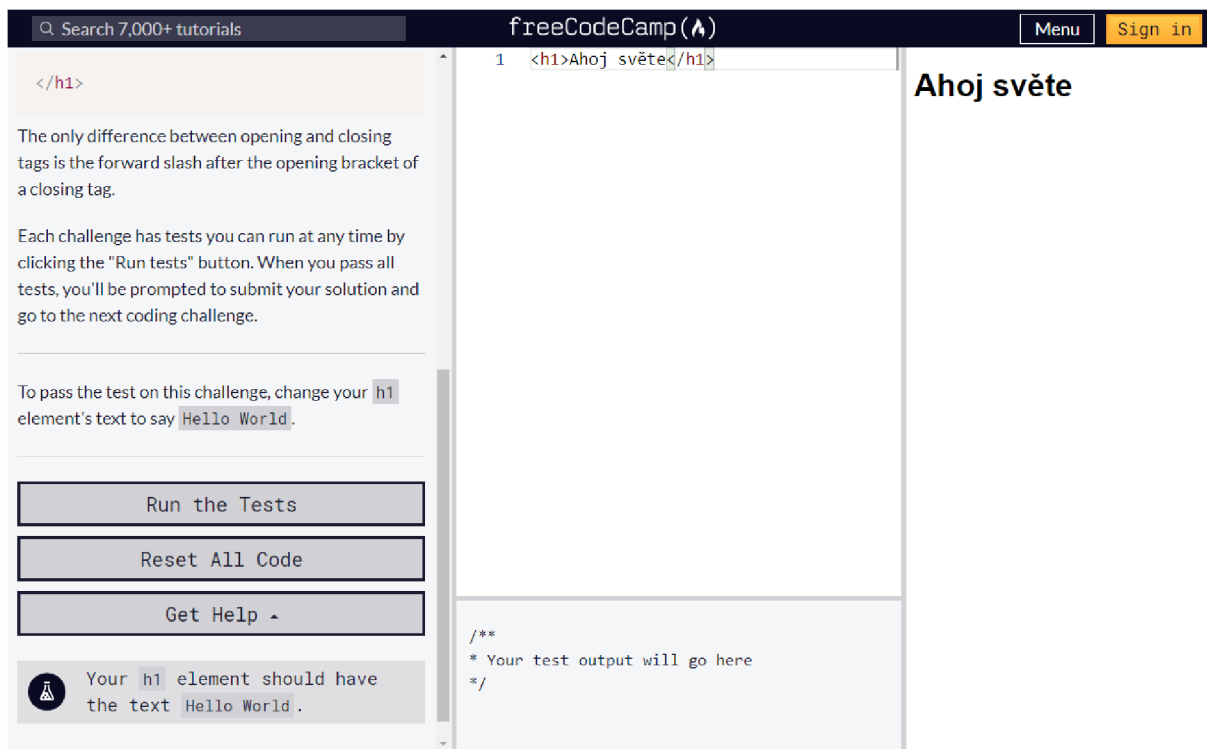 Search 7,000+ tutorials
freeCodeCamp
Menu
Sign in
</h1>
The only difference between opening and closing
tags is the forward slash after the opening bracket of
a closing tag.
Each challenge has tests you can run at any time by
clicking the "Run tests" button. When you pass all
tests, you'll be prompted to submit your solution and
go to the next coding challenge.
To pass the test on this challenge, change your h1
element's text to say Hello World.
Run the Tests
Reset All Code
Get Help
Your h1 element should have
the text Hello World.
1 <h1>Ahoj světe</h1>
/**
* Your test output will go here
*/
Ahoj světe